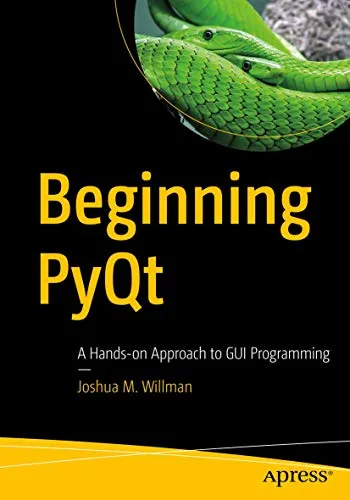 Beginning
PyQt
A Hands-on Approach to GUI Programming
—
Joshua M. Willman
Apress®